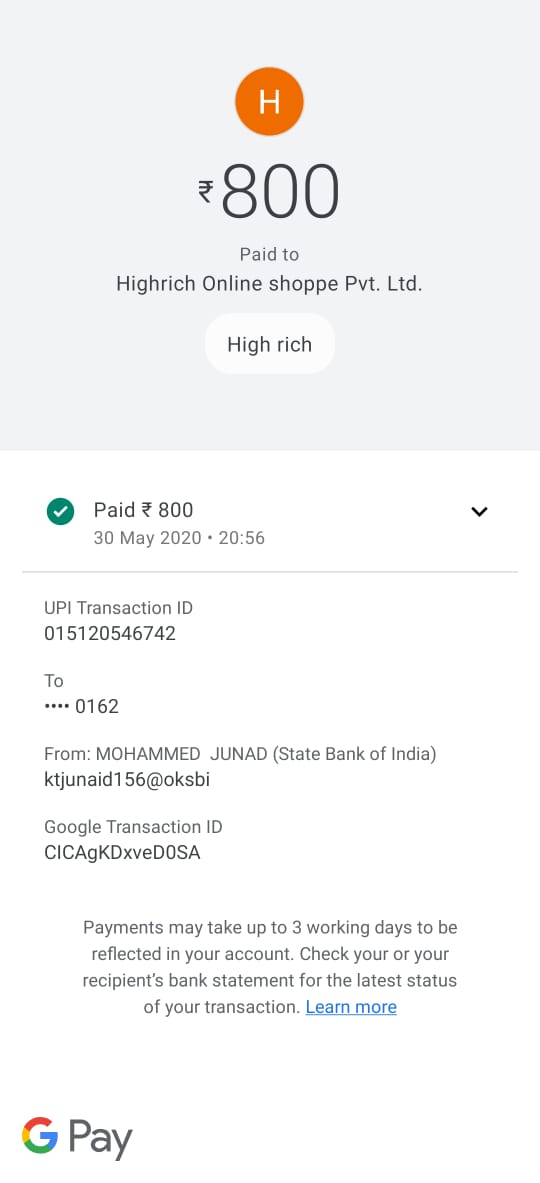 H
₹800
Paid to
Highrich Online shoppe Pvt. Ltd.
High rich
Paid ₹ 800
30 May 2020 • 20:56
UPI Transaction ID
015120546742
To
•••• 0162
From: MOHAMMED  JUNAD (State Bank of India)
ktjunaid156@oksbi
Google Transaction ID
CICAgKDxveD0SA
Payments may take up to 3 working days to be
reflected in your account. Check your or your
recipient’s bank statement for the latest status
of your transaction. Learn more
G Pay